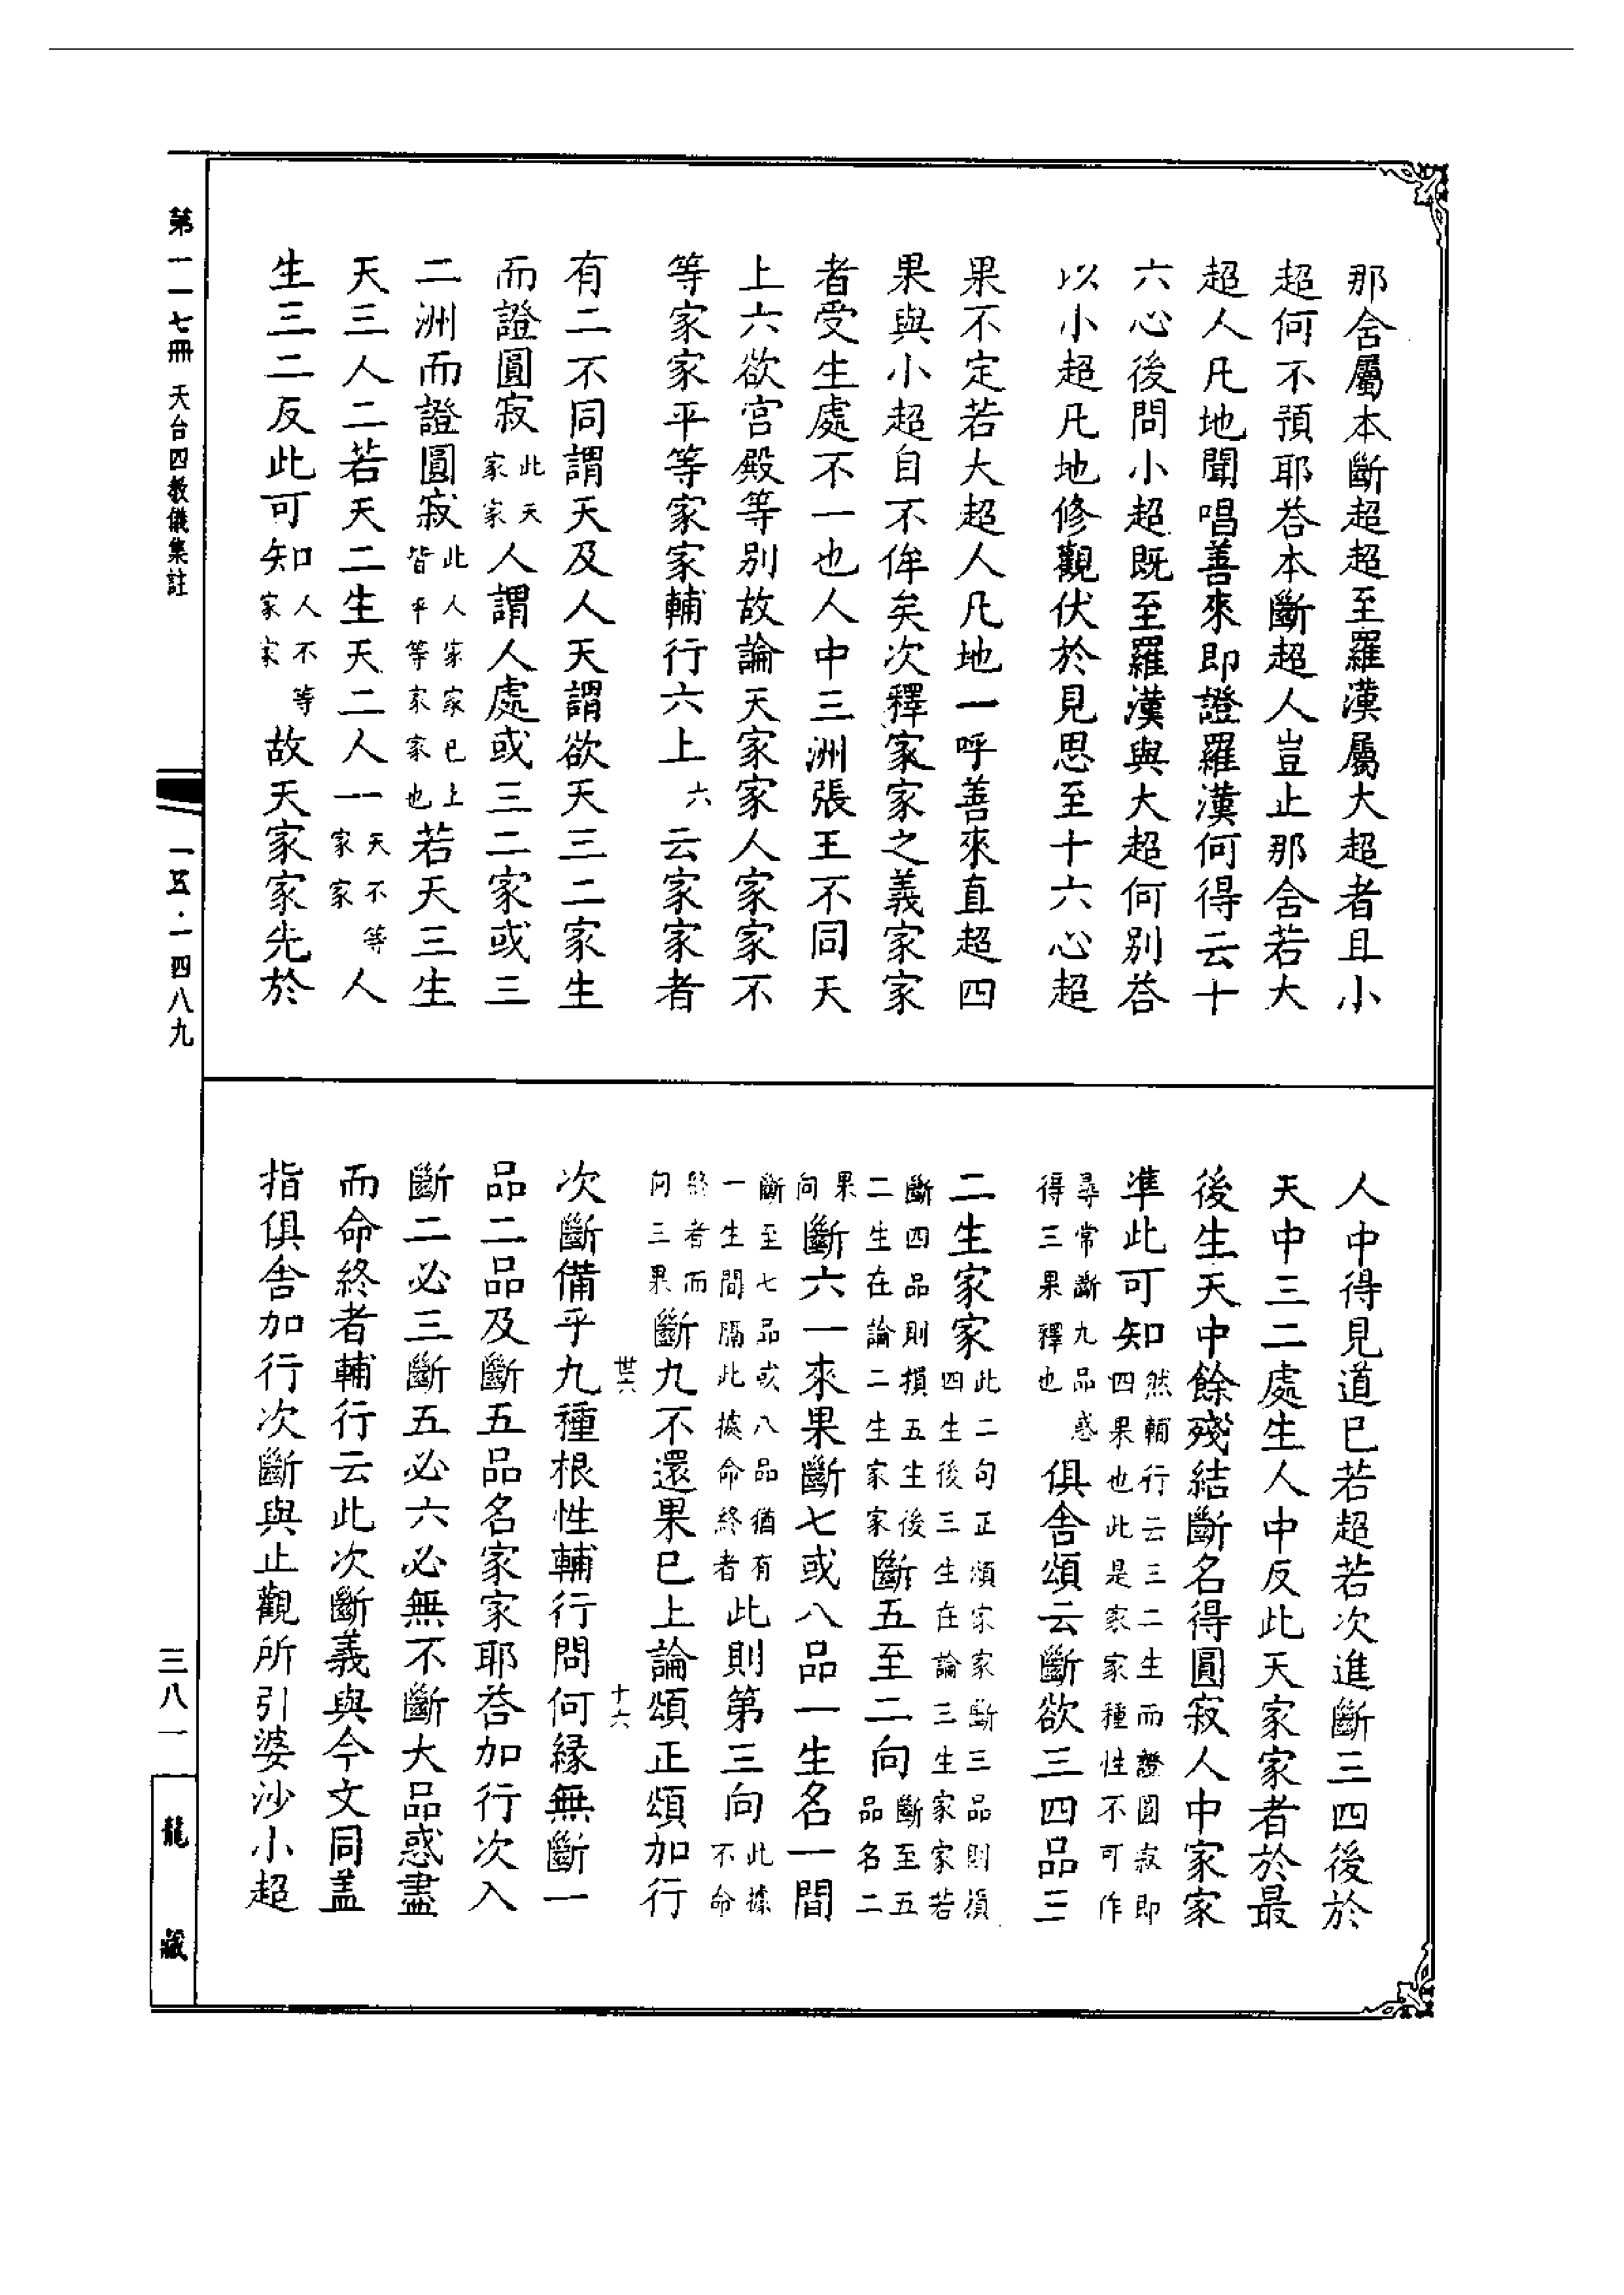 那含屬本斷超超至羅漢屬大超者且小
超何不預耶荅本斷超人豈止那含若大
超人凡地聞唱善來即證羅漢何得云十
六心後問小超既至羅漢與大超何別荅
以小超凡地修觀伏於見思至十六心超
果不定若大超人凡地一呼善來直超四
果與小超自不侔矣次釋家家之義家家
者受生處不一也人中三洲張王不同天
上六欲宮殿等別故論天家家人家家不
等家家平等家家輔行六上六云家家者
有二不同謂天及人天謂欲天三二家生
而證圓寂此天家家人謂人處或三二家或三
二洲而證圓寂此人家家已上皆平等家家也若天三生
天三人二若天二生天二人一天不等家家人
生三二反此可知人不等家家故天家家先於
人中得見道已若超若次進斷三四後於
天中三二處生人中反此天家家者於最
後生天中餘殘結斷名得圓寂人中家家
準此可知然輔行云三二生而證圓寂即四果也此是家家種性不可作
尋常斷九品惑得三果釋也俱舍頌云斷欲三四品三
二生家家此二句正頌家家斷三品則損四生後三生在論三生家家若
斷四品則損五生後二生在論二生家家斷五至二向斷至五品名二
果向斷六一來果斷七或八品一生名一間
斷至七品或八品猶有一生間隔此據命終者此則第三向此據不命
終者而向三果斷九不還果已上論頌正頌加行
世六
十六
次斷備乎九種根性輔行問何緣無斷一
品二品及斷五品名家家耶荅加行次入
斷二必三斷五必六必無不斷大品惑盡
而命終者輔行云此次斷義與今文同蓋
指俱舍加行次斷與止觀所引婆沙小超
第一一七冊 天台四教儀集註
一五·一四八九
三八一
龍藏